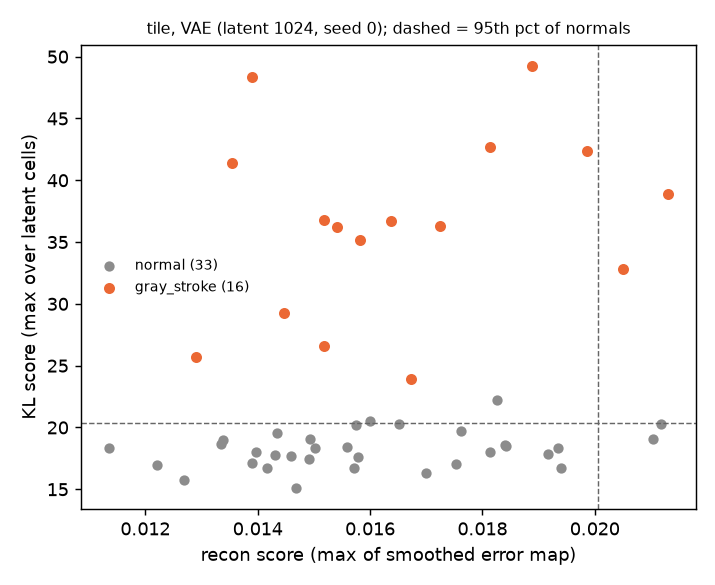 tile, VAE (latent 1024, seed 0); dashed = 95th pct of normals
KL score (max over latent cells)
50
45
40
35
30
25
20
15
normal (33)
gray_stroke (16)
0.012
0.014
0.016
0.018
0.020
recon score (max of smoothed error map)